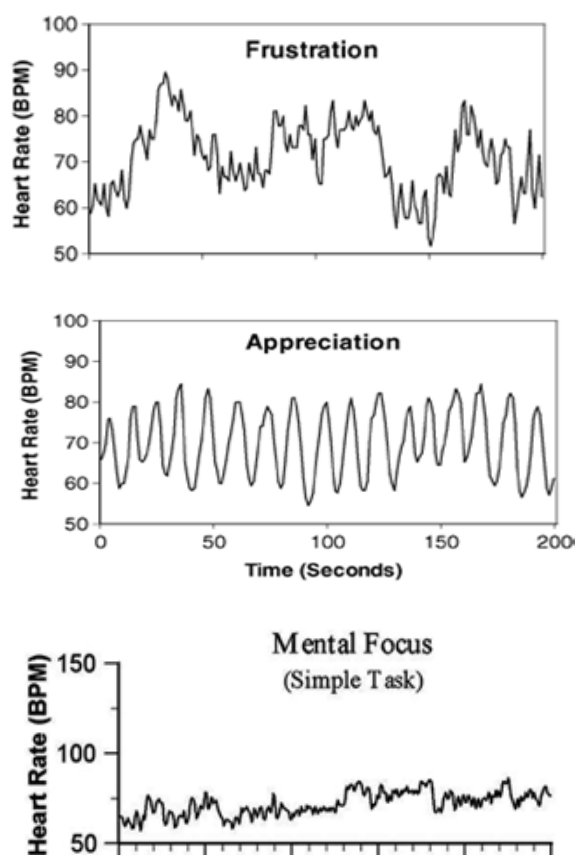 Frustration
Heart Rate (BPM)
100
90
80
70
60
50
Appreciation
Heart Rate (BPM)
100
90
80
70
60
50
0
50
100
150
200
Time (Seconds)
Mental Focus
(Simple Task)
Heart Rate (BPM)
150
100
50